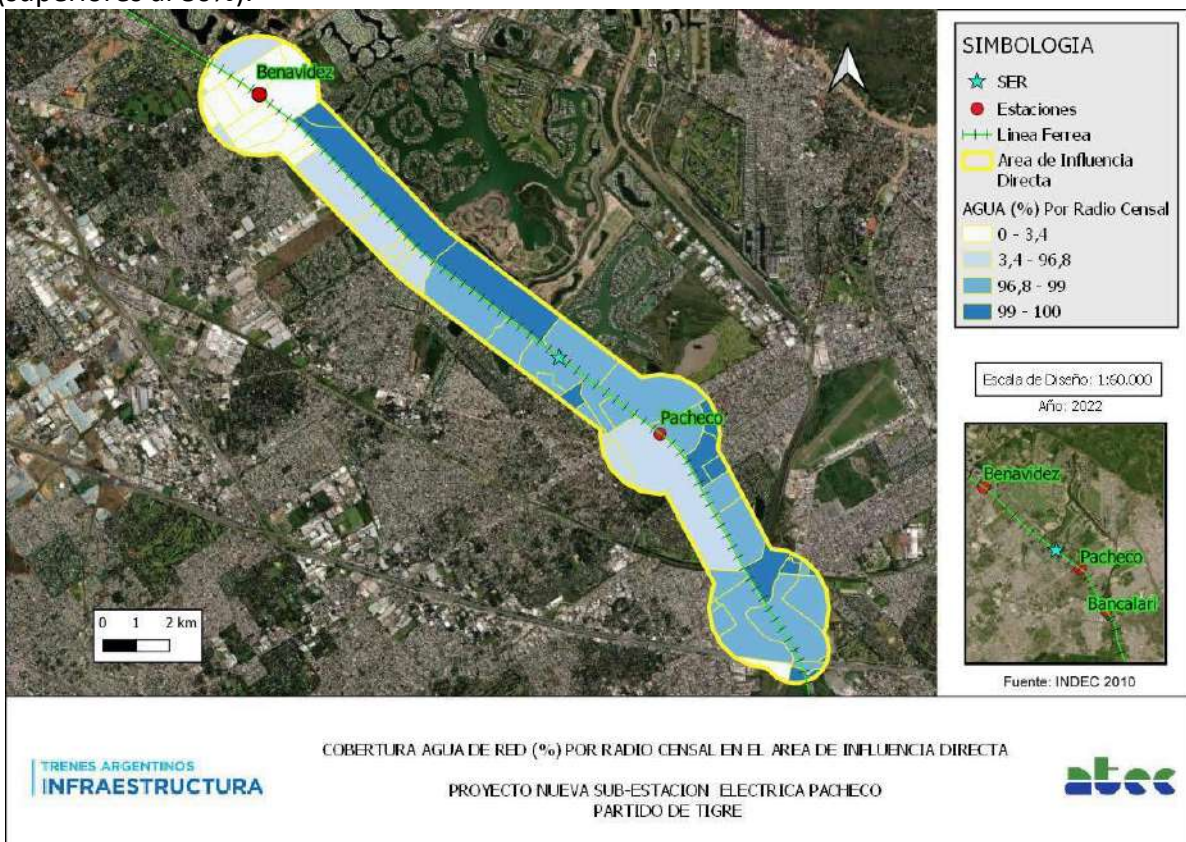 SIMBOLOGIA
SER
Estaciones
Linea Ferrea
Area de Influencia
Directa
AGUA (%) Por Radio Censal
0 - 3,4
3,4 - 96,8
96,8 - 99
99 - 100
Escala de Diseño: 1:60.000
Año: 2022
Benavidez
Pacheco
0 1 2 km
Benavidez
Pacheco
Bancalari
Fuente: INDEC 2010
TRENES ARGENTINOS
INFRAESTRUCTURA
COBERTURA AGUA DE RED (%) POR RADIO CENSAL EN EL AREA DE INFLUENCIA DIRECTA
PROYECTO NUEVA SUB-ESTACION ELECTRICA PACHECO
PARTIDO DE TIGRE
atec